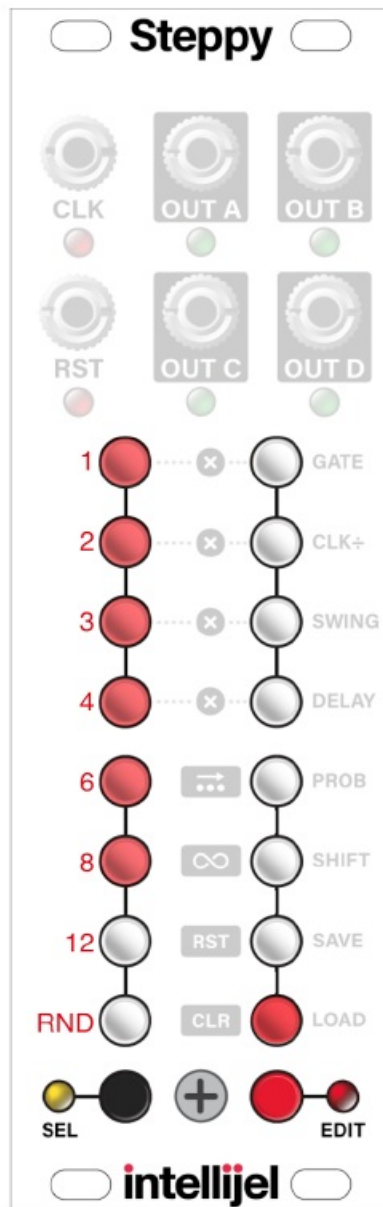 Steppy
CLK OUT A OUT B
RST OUT C OUT D
1 GATE
2 CLK÷
3 SWING
4 DELAY
6 PROB
8 SHIFT
12 RST SAVE
RND CLR LOAD
SEL EDIT
intellijel